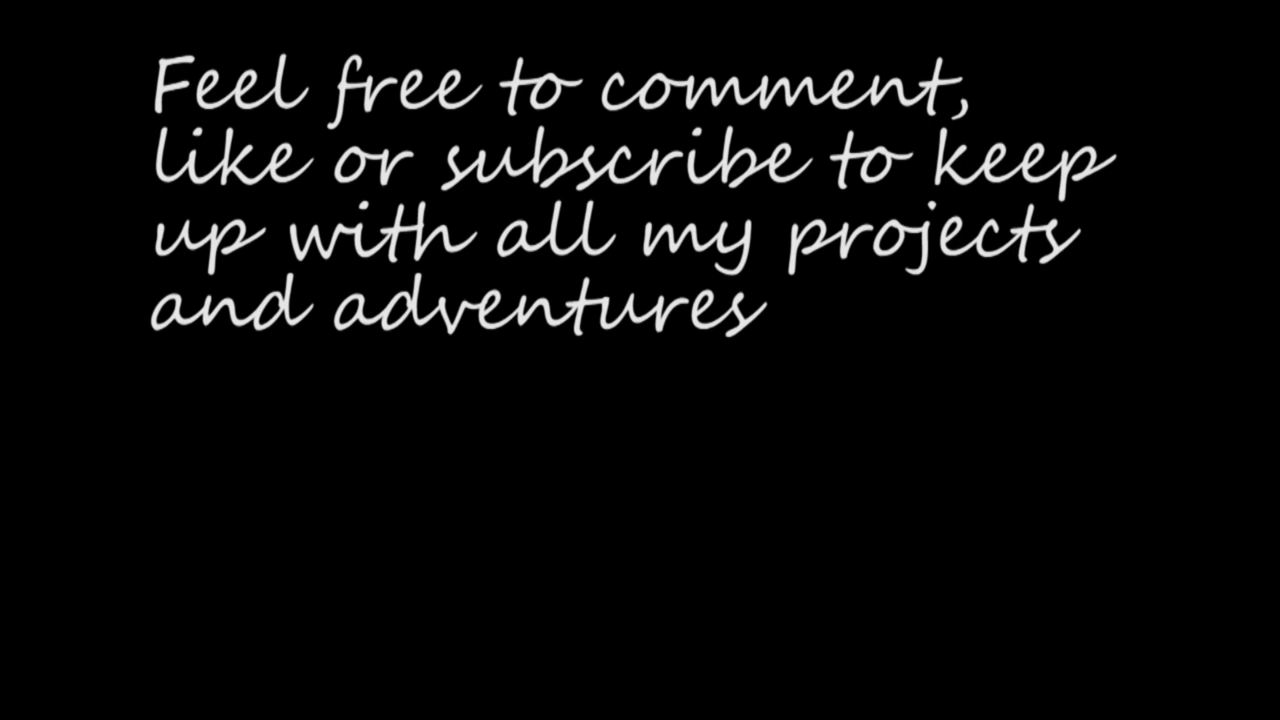 Feel free to comment,
like or subscribe to keep
up with all my projects
and adventures